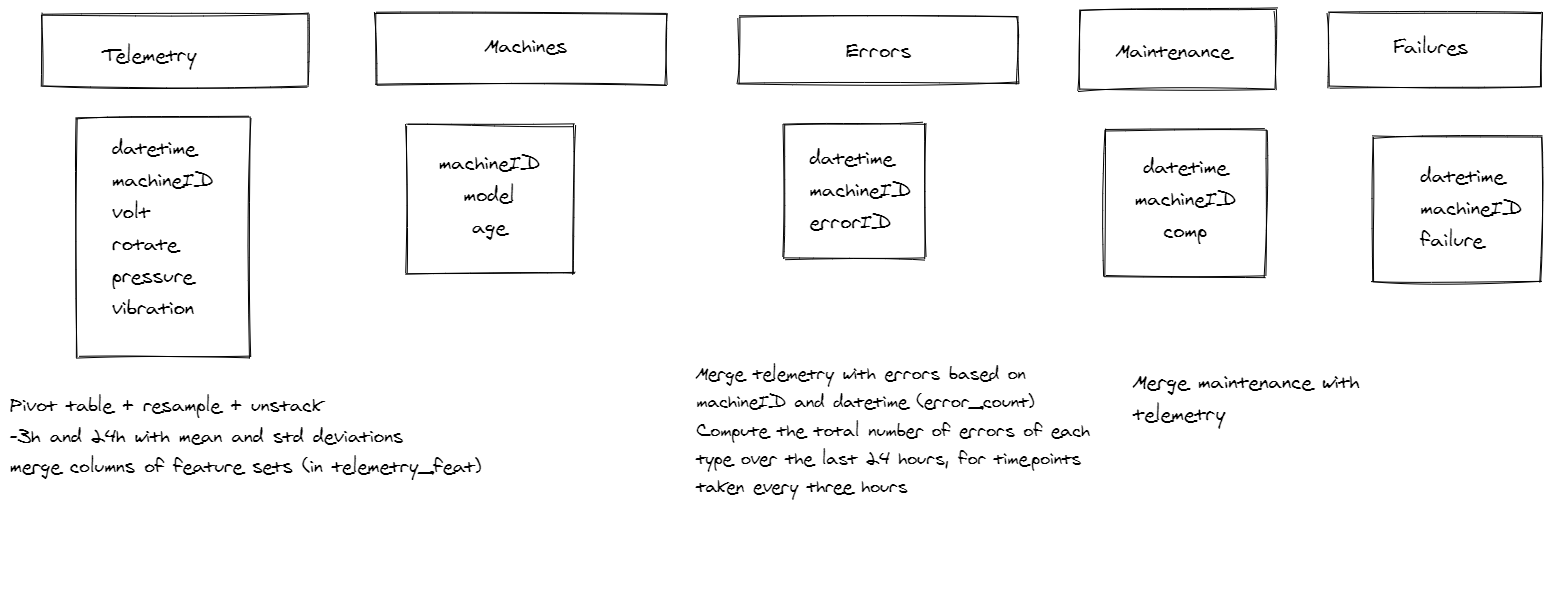 Telemetry
Machines
Errors
Maintenance
Failures
datetime
machineID
volt
rotate
pressure
vibration
machineID
model
age
datetime
machineID
errorID
datetime
machineID
comp
datetime
machineID
failure
Pivot table + resample + unstack
-3h and 24h with mean and std deviations
merge columns of feature sets (in telemetry_feat)
Merge telemetry with errors based on
machineID and datetime (error_count)
Compute the total number of errors of each
type over the last 24 hours, for timepoints
taken every three hours
Merge maintenance with
telemetry